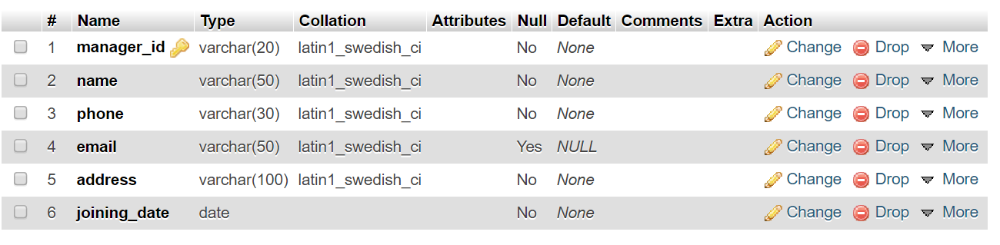 # Name Type Collation Attributes Null Default Comments Extra Action
1 manager_id varchar(20) latin1_swedish_ci No None Change Drop More
2 name varchar(50) latin1_swedish_ci No None Change Drop More
3 phone varchar(30) latin1_swedish_ci No None Change Drop More
4 email varchar(50) latin1_swedish_ci Yes NULL Change Drop More
5 address varchar(100) latin1_swedish_ci No None Change Drop More
6 joining_date date No None Change Drop More